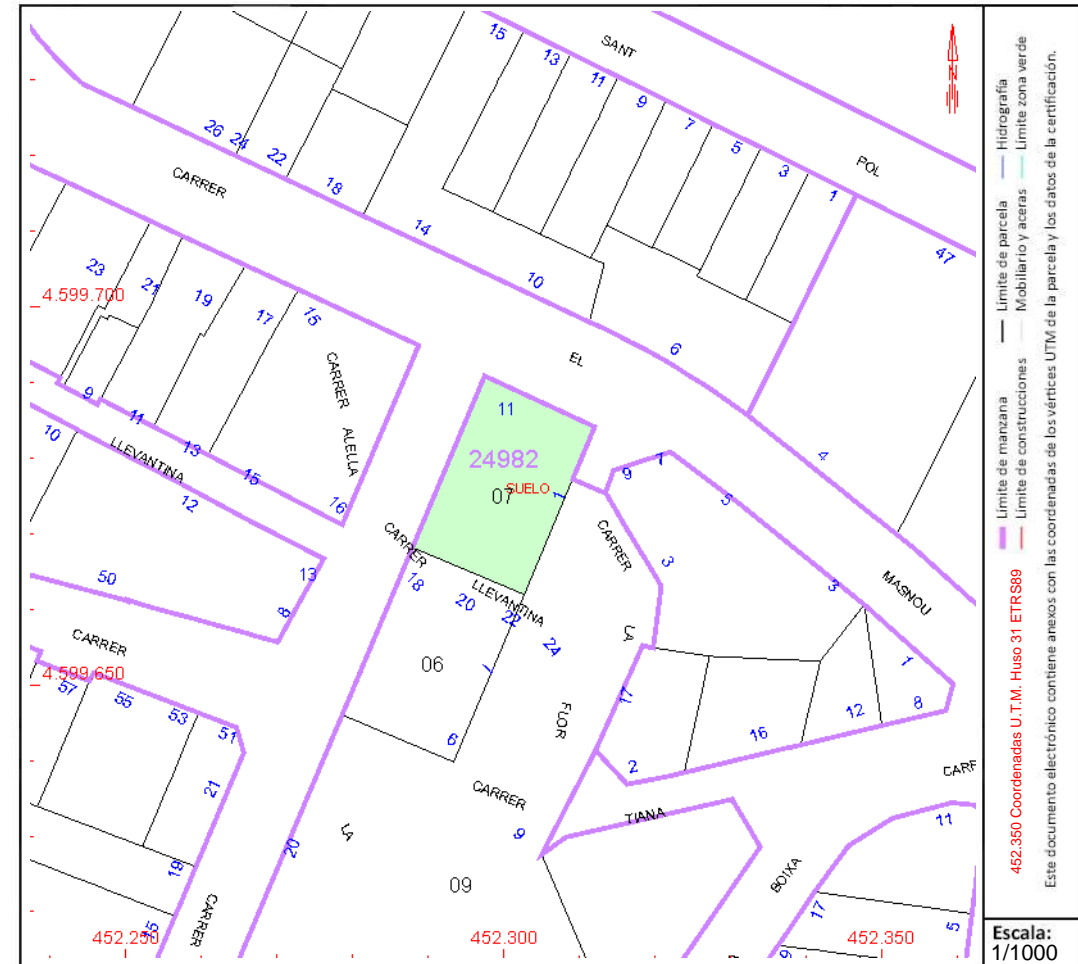 SANT
POL
15
13
11
9
7
5
3
1
47
26
24
22
18
14
10
6
4
CARRER
EL
MASNOU
23
21
19
17
15
4.599.700
CARRER
ALELLA
9
11
13
15
16
10
LLEVANTINA
12
13
50
8
11
24982
07
SUELO
1
CARRER
9
7
5
3
3
1
CARRER
LA
FLOR
18
LLEVANTINA
20
22
24
06
1
6
17
2
16
12
8
CARRER
4.599.650
57
55
53
51
21
19
15
CARRER
20
LA
CARRER
TIANA
9
09
CARR
11
BOIXA
17
5
9
452.250
452.300
452.350
N
452.350 Coordenadas U.T.M. Huso 31 ETRS89
Límite de manzana
Límite de parcela
Hidrografía
Límite de construcciones
Mobiliario y aceras
Límite zona verde
Este documento electrónico contiene anexos con las coordenadas de los vértices UTM de la parcela y los datos de la certificación.
Escala:
1/1000